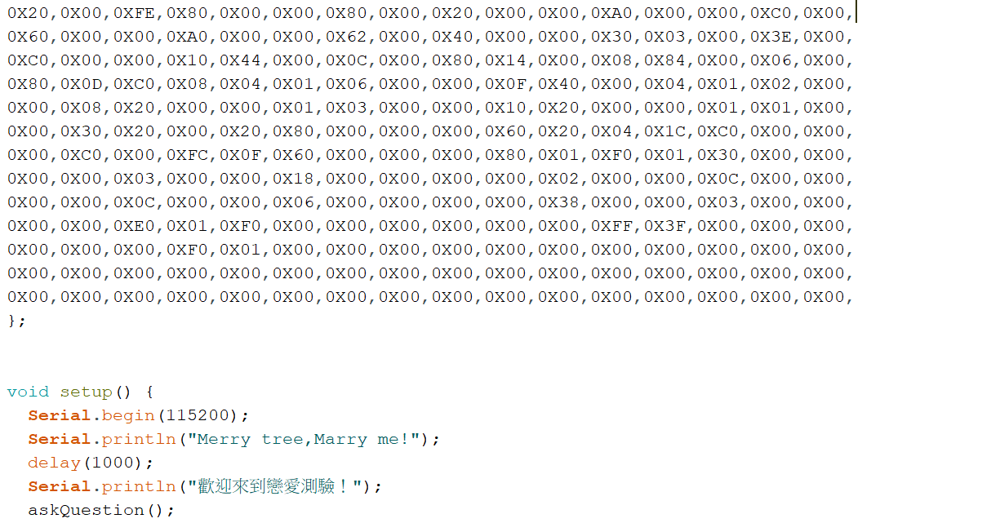 0X20,0X00,0XFE,0X80,0X00,0X00,0X80,0X00,0X20,0X00,0X00,0XA0,0X00,0X00,0XC0,0X00,
0X60,0X00,0X00,0XA0,0X00,0X00,0X62,0X00,0X40,0X00,0X00,0X30,0X03,0X00,0X3E,0X00,
0XC0,0X00,0X00,0X10,0X44,0X00,0X0C,0X00,0X80,0X14,0X00,0X08,0X84,0X00,0X06,0X00,
0X80,0X0D,0XC0,0X08,0X04,0X01,0X06,0X00,0X00,0X0F,0X40,0X00,0X04,0X01,0X02,0X00,
0X00,0X08,0X20,0X00,0X00,0X01,0X03,0X00,0X00,0X10,0X20,0X00,0X00,0X01,0X01,0X00,
0X00,0X30,0X20,0X00,0X20,0X80,0X00,0X00,0X00,0X60,0X20,0X04,0X1C,0XC0,0X00,0X00,
0X00,0XC0,0X00,0XFC,0X0F,0X60,0X00,0X00,0X00,0X80,0X01,0XF0,0X01,0X30,0X00,0X00,
0X00,0X00,0X03,0X00,0X00,0X18,0X00,0X00,0X00,0X00,0X02,0X00,0X00,0X0C,0X00,0X00,
0X00,0X00,0X0C,0X00,0X00,0X06,0X00,0X00,0X00,0X00,0X38,0X00,0X00,0X03,0X00,0X00,
0X00,0X00,0XE0,0X01,0XF0,0X00,0X00,0X00,0X00,0X00,0X00,0XFF,0X3F,0X00,0X00,0X00,
0X00,0X00,0X00,0XF0,0X01,0X00,0X00,0X00,0X00,0X00,0X00,0X00,0X00,0X00,0X00,0X00,
0X00,0X00,0X00,0X00,0X00,0X00,0X00,0X00,0X00,0X00,0X00,0X00,0X00,0X00,0X00,0X00,
0X00,0X00,0X00,0X00,0X00,0X00,0X00,0X00,0X00,0X00,0X00,0X00,0X00,0X00,0X00,0X00,
};
void setup() {
Serial.begin(115200);
Serial.println("Merry tree,Marry me!");
delay(1000);
Serial.println("歡迎來到戀愛測驗！");
askQuestion();